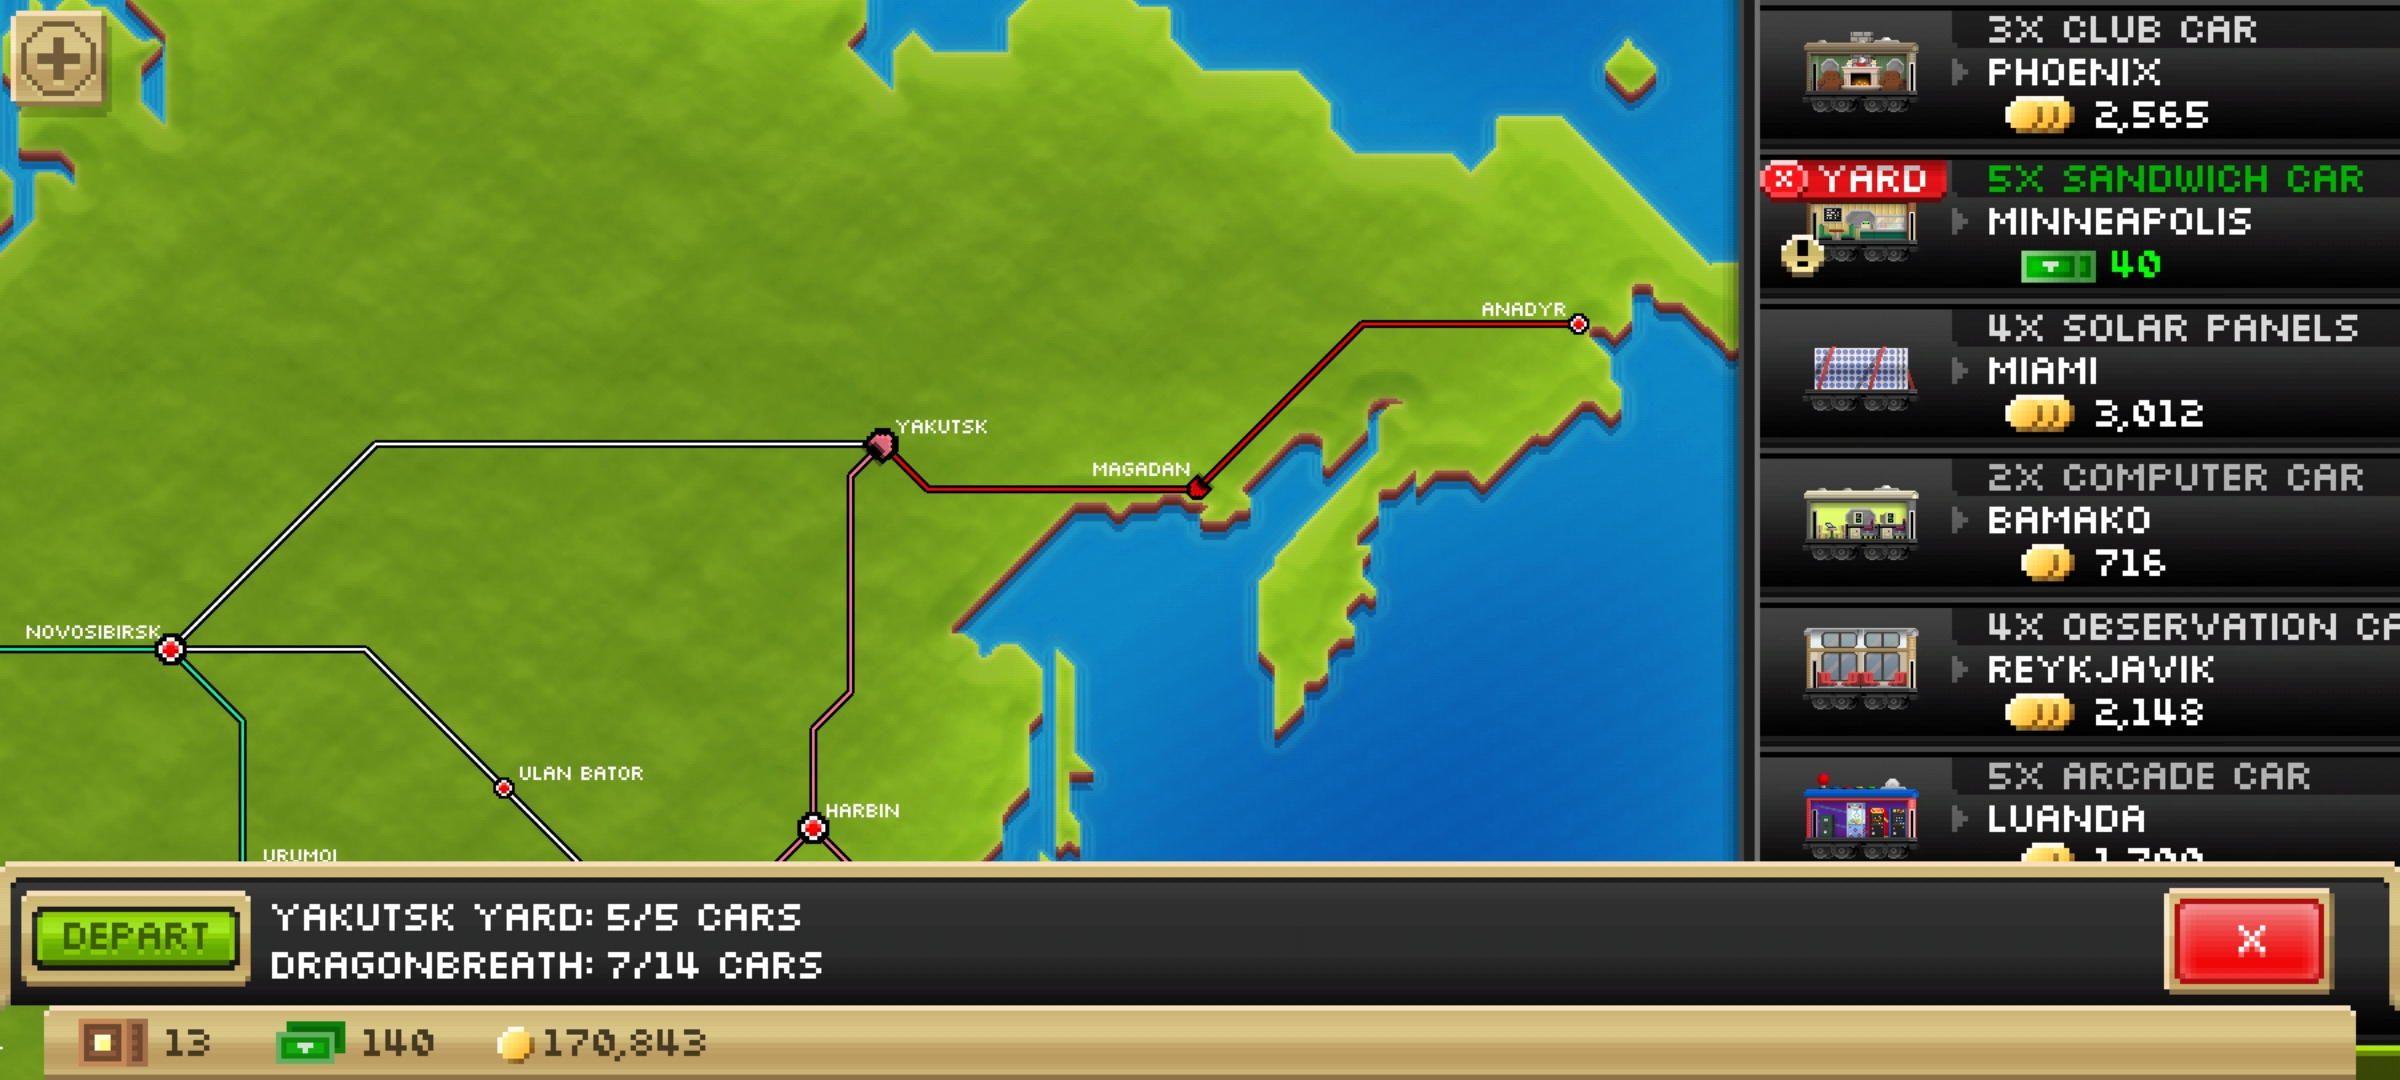 ANADYR
YAKUTSK
MAGADAN
NOVOSIBIRSK
ULAN BATOR
HARBIN
3X CLUB CAR
PHOENIX
2,565
YARD
5X SANDWICH CAR
MINNEAPOLIS
40
4X SOLAR PANELS
MIAMI
3,012
2X COMPUTER CAR
BAMAKO
716
4X OBSERVATION CA
REYKJAVIK
2,148
5X ARCADE CAR
LUANDA
DEPART
YAKUTSK YARD: 5/5 CARS
DRAGONBREATH: 7/14 CARS
X
13
140
170,843